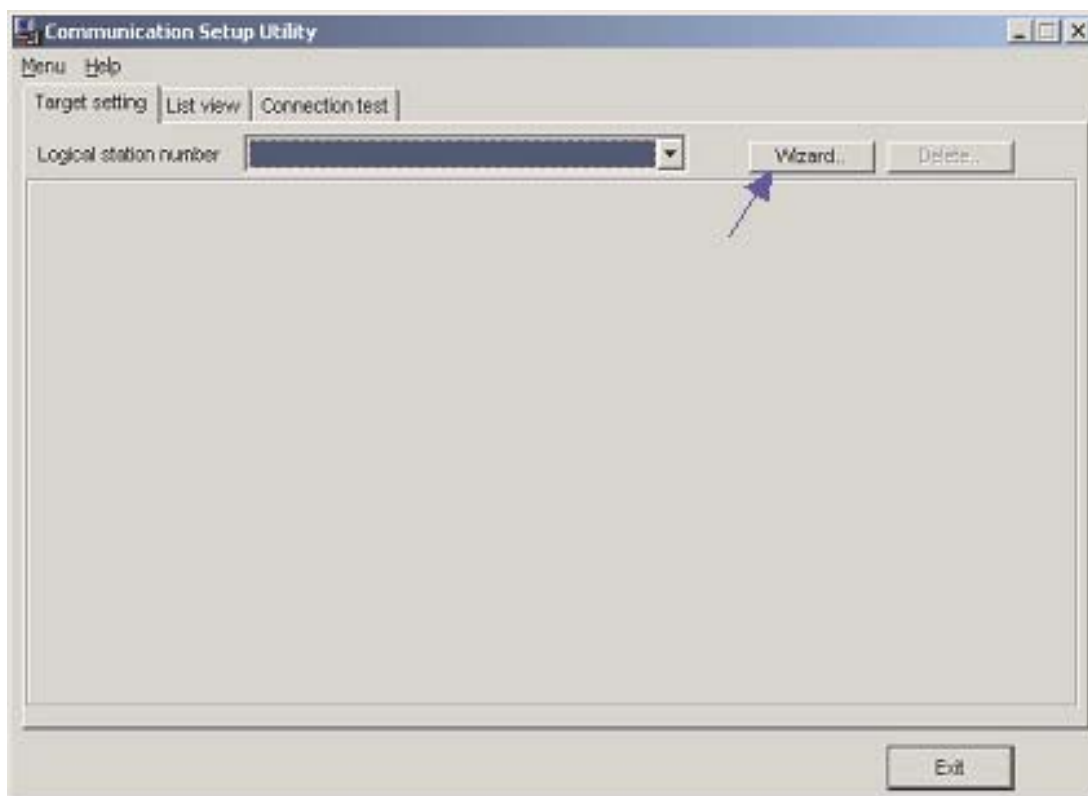 Communication Setup Utility
Menu Help
Target setting List view Connection test
Logical station number Wizard.. Delete..
Exit